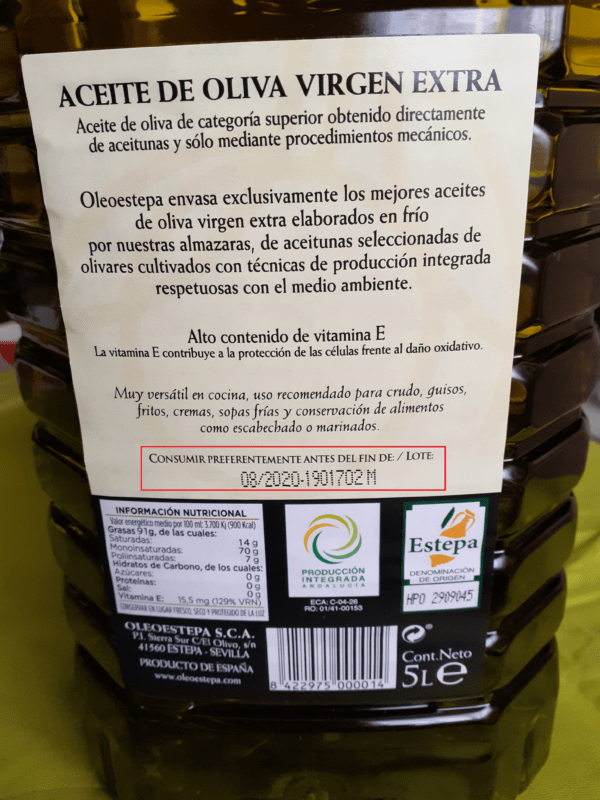 ACEITE DE OLIVA VIRGEN EXTRA
Aceite de oliva de categoría superior obtenido directamente
de aceitunas y sólo mediante procedimientos mecánicos.
Oleoestepa envasa exclusivamente los mejores aceites
de oliva virgen extra elaborados en frío
por nuestras almazaras, de aceitunas seleccionadas de
olivares cultivados con técnicas de producción integrada
respetuosas con el medio ambiente.
Alto contenido de vitamina E
La vitamina E contribuye a la protección de las células frente al daño oxidativo.
Muy versátil en cocina, uso recomendado para crudo, guisos,
fritos, cremas, sopas frías y conservación de alimentos
como escabechado o marinados.
CONSUMIR PREFERENTEMENTE ANTES DEL FIN DE: / LOTE:
08/2020-1901702 M
INFORMACIÓN NUTRICIONAL
Valor energético medio por 100 ml: 3.700 Kj (900 Kcal)
Grasas 91g, de las cuales:
Saturadas: 14 g
Monoinsaturadas: 70 g
Poliinsaturadas: 7 g
Hidratos de Carbono, de los cuales: 0 g
Azúcares: 0 g
Proteínas: 0 g
Sal: 0 g
Vitamina E: 15,5 mg (129% VRN)
CONSERVAR EN LUGAR FRESCO, SECO Y PROTEGIDO DE LA LUZ
OLEOESTEPA S.C.A.
P.I. Sierra Sur C/El Olivo, s/n
41560 ESTEPA - SEVILLA
PRODUCTO DE ESPAÑA
www.oleoestepa.com
PRODUCCIÓN
INTEGRADA
ANDALUCÍA
ECA: C-04-26
RO: 01/41-00153
8 422975 000014
Estepa
DENOMINACIÓN
DE ORIGEN
HPO 2909045
Cont.Neto
5L e